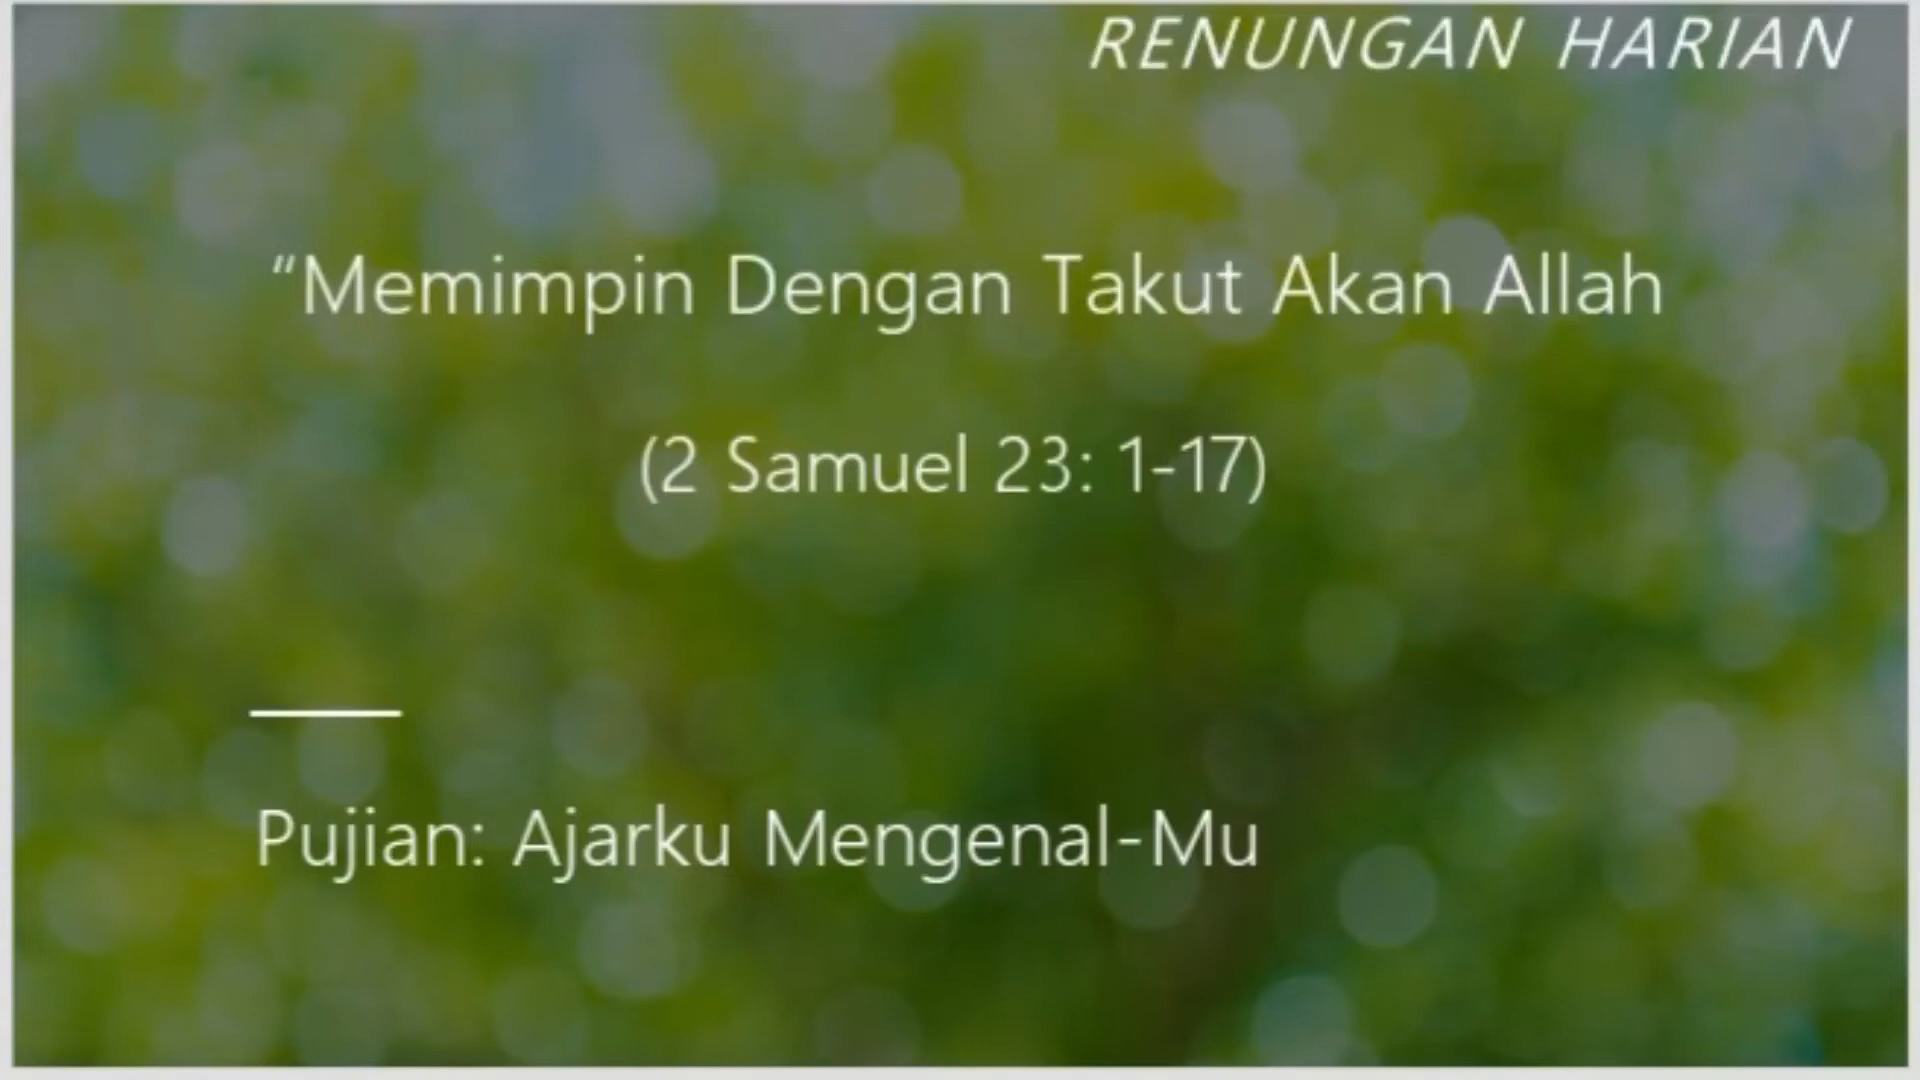 RENUNGAN HARIAN
“Memimpin Dengan Takut Akan Allah
(2 Samuel 23: 1-17)
Pujian: Ajarku Mengenal-Mu